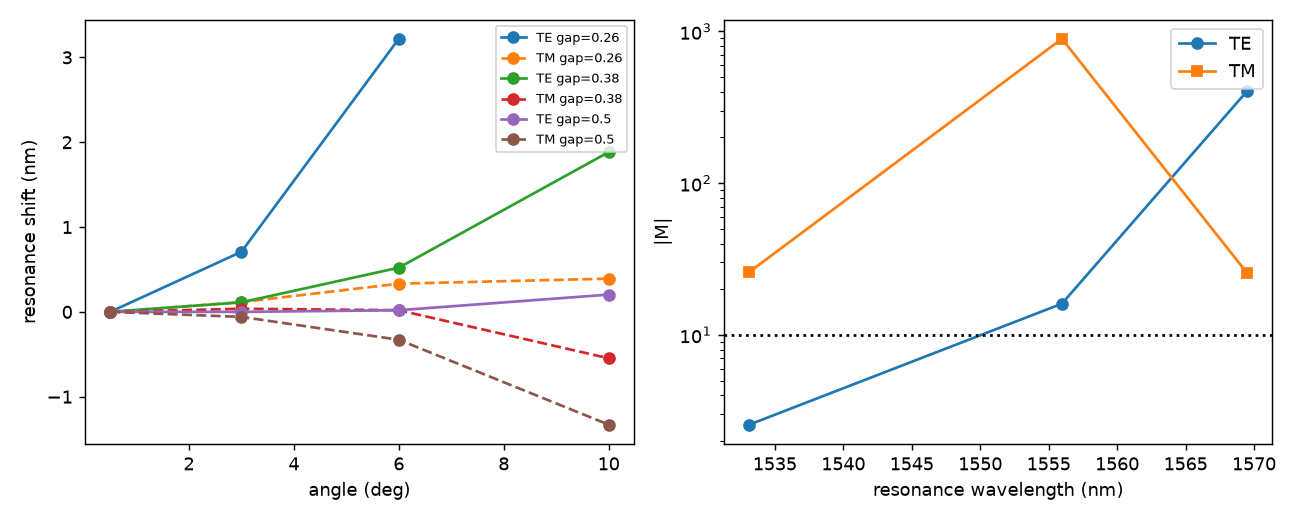 3
2
1
0
−1
resonance shift (nm)
TE gap=0.26
TM gap=0.26
TE gap=0.38
TM gap=0.38
TE gap=0.5
TM gap=0.5
2 4 6 8 10
angle (deg)
10³
10²
10¹
|M|
TE
TM
1535 1540 1545 1550 1555 1560 1565 1570
resonance wavelength (nm)